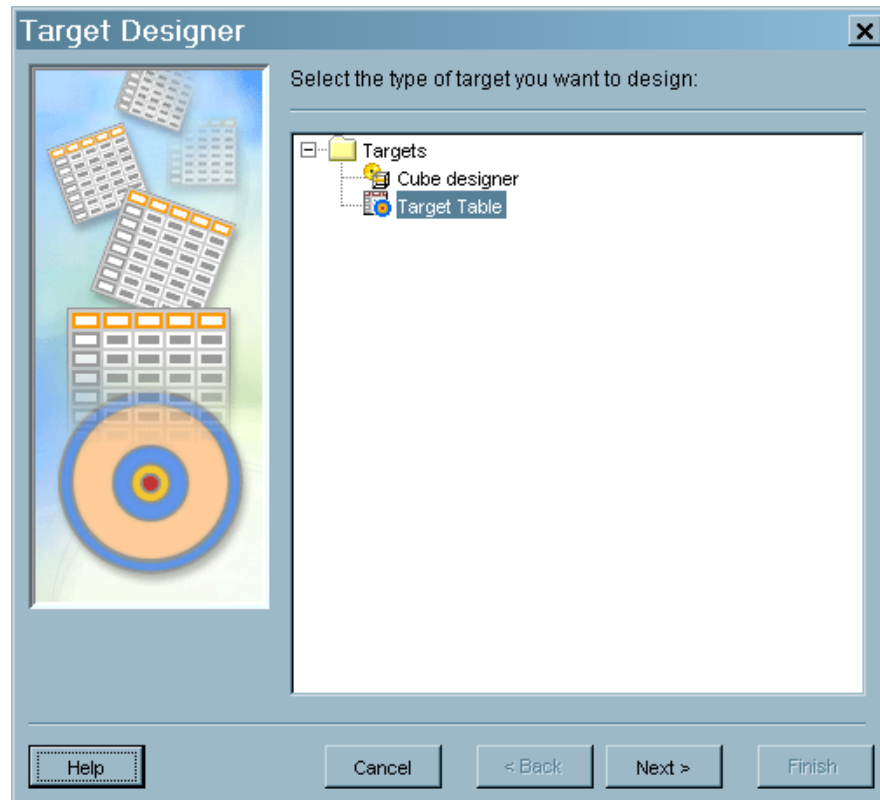 Target Designer
Select the type of target you want to design:
Targets
Cube designer
Target Table
Help
Cancel
< Back
Next >
Finish